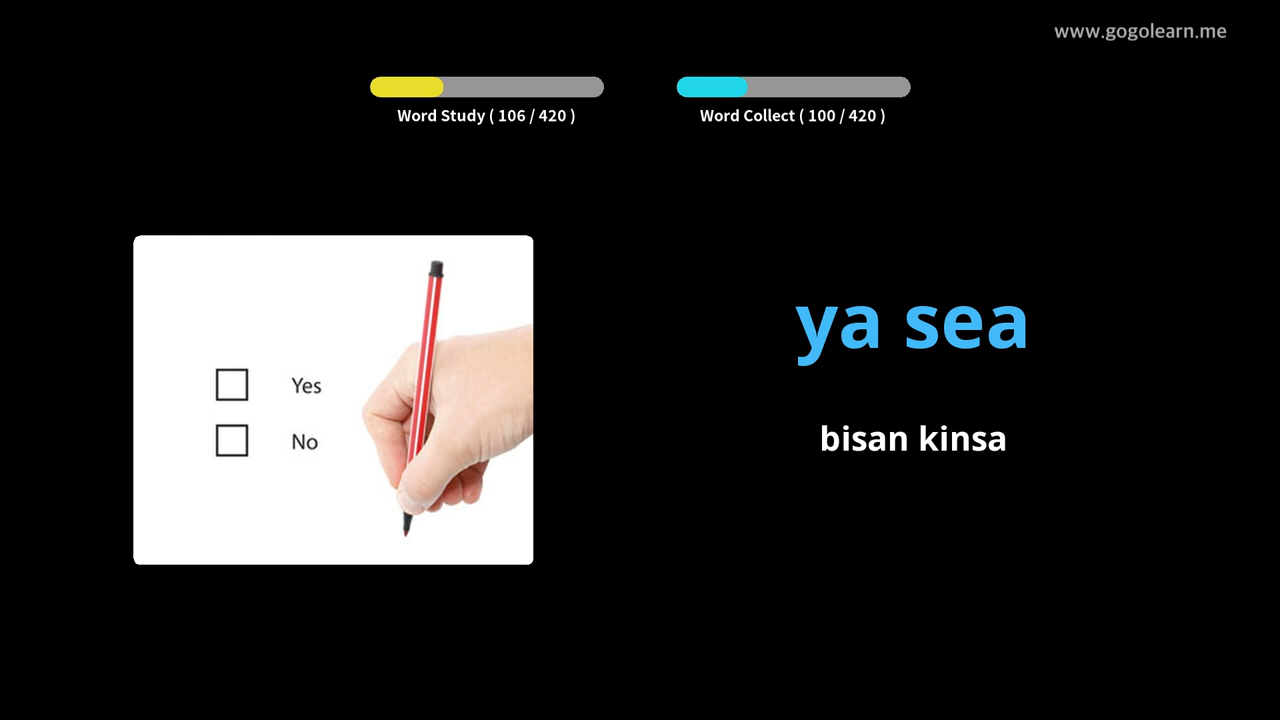 www.gogolearn.me
Word Study ( 106 / 420 )
Word Collect ( 100 / 420 )
Yes
No
ya sea
bisan kinsa